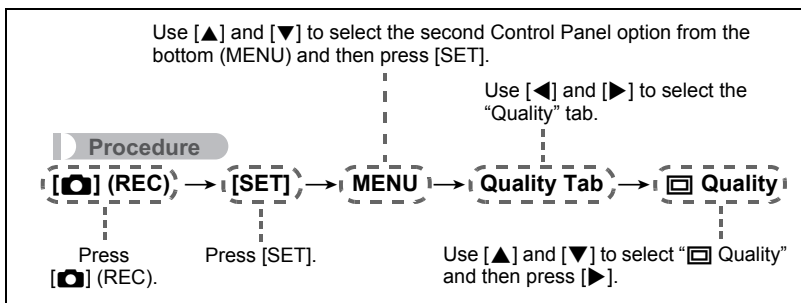 Use [▲] and [▼] to select the second Control Panel option from the
bottom (MENU) and then press [SET].
Use [◀] and [▶] to select the
“Quality” tab.
Procedure
[📷] (REC) → [SET] → MENU → Quality Tab → Quality
Press
[📷] (REC).
Press [SET].
Use [▲] and [▼] to select “ Quality”
and then press [▶].